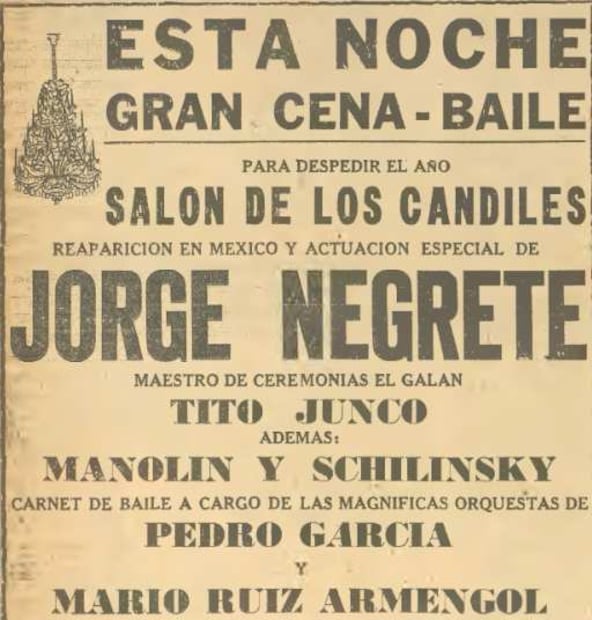 ESTA NOCHE
GRAN CENA - BAILE
PARA DESPEDIR EL AÑO
SALON DE LOS CANDILES
REAPARICION EN MEXICO Y ACTUACION ESPECIAL DE
JORGE NEGRETE
MAESTRO DE CEREMONIAS EL GALAN
TITO JUNCO
ADEMAS:
MANOLIN Y SCHILINSKY
CARNET DE BAILE A CARGO DE LAS MAGNIFICAS ORQUESTAS DE
PEDRO GARCIA
Y
MARIO RUIZ ARMENGOL